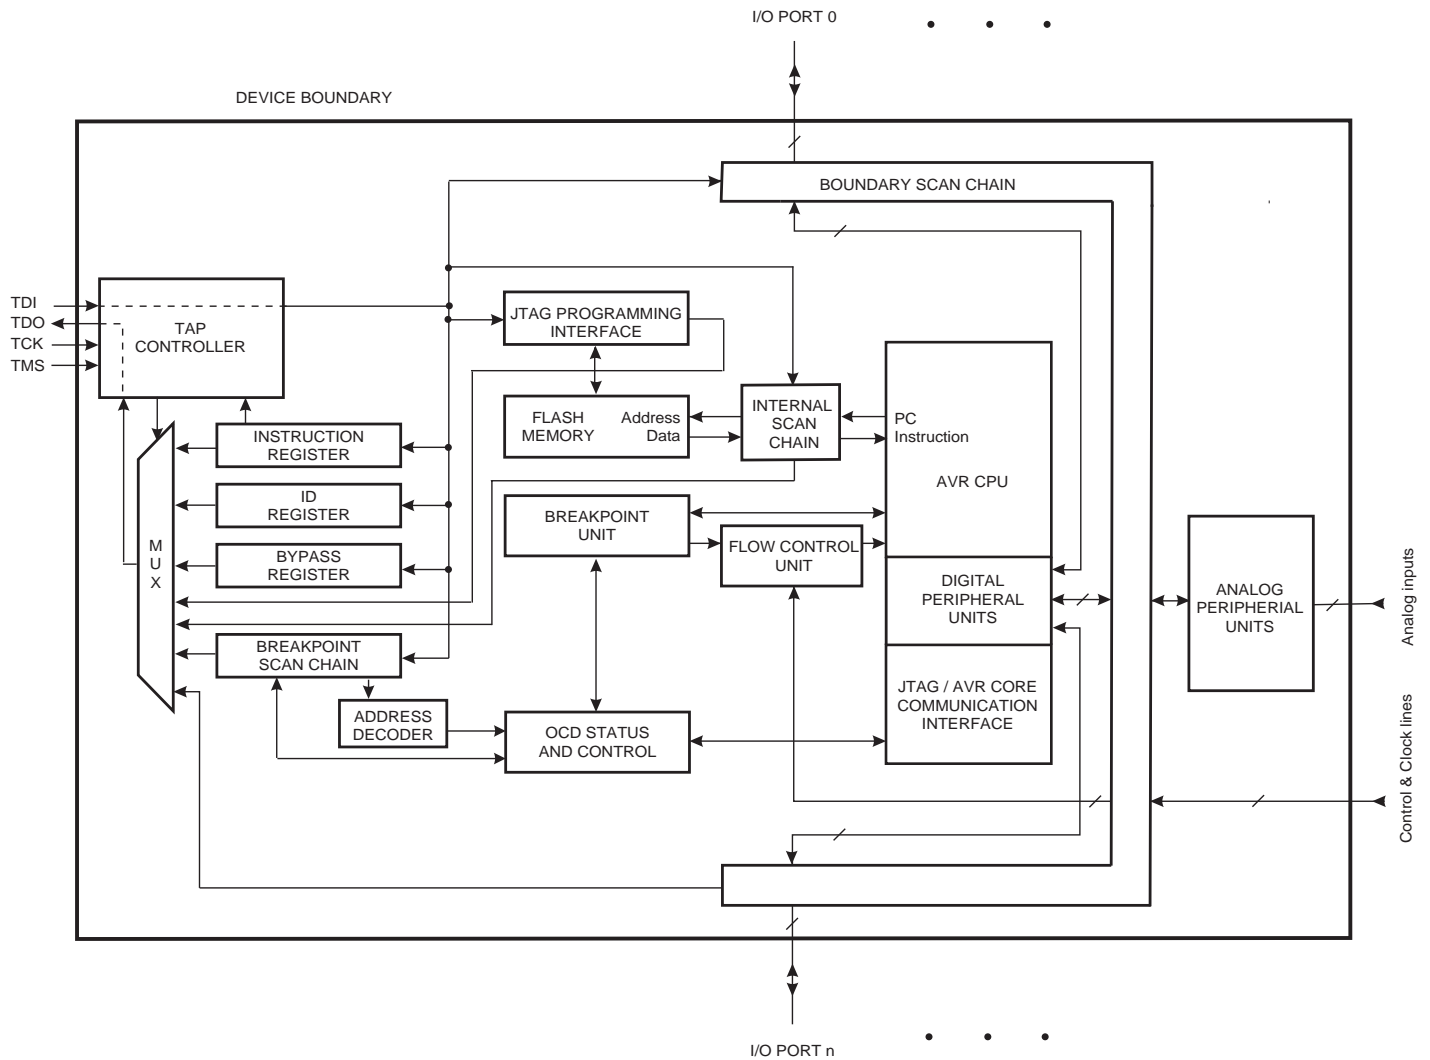 I/O PORT 0
DEVICE BOUNDARY
BOUNDARY SCAN CHAIN
TDI
TDO
TCK
TMS
TAP
CONTROLLER
JTAG PROGRAMMING
INTERFACE
FLASH
MEMORY
Address
Data
INTERNAL
SCAN
CHAIN
PC
Instruction
AVR CPU
INSTRUCTION
REGISTER
ID
REGISTER
BYPASS
REGISTER
M
U
X
BREAKPOINT
UNIT
FLOW CONTROL
UNIT
DIGITAL
PERIPHERAL
UNITS
ANALOG
PERIPHERIAL
UNITS
Analog inputs
BREAKPOINT
SCAN CHAIN
ADDRESS
DECODER
OCD STATUS
AND CONTROL
JTAG / AVR CORE
COMMUNICATION
INTERFACE
Control & Clock lines
I/O PORT n